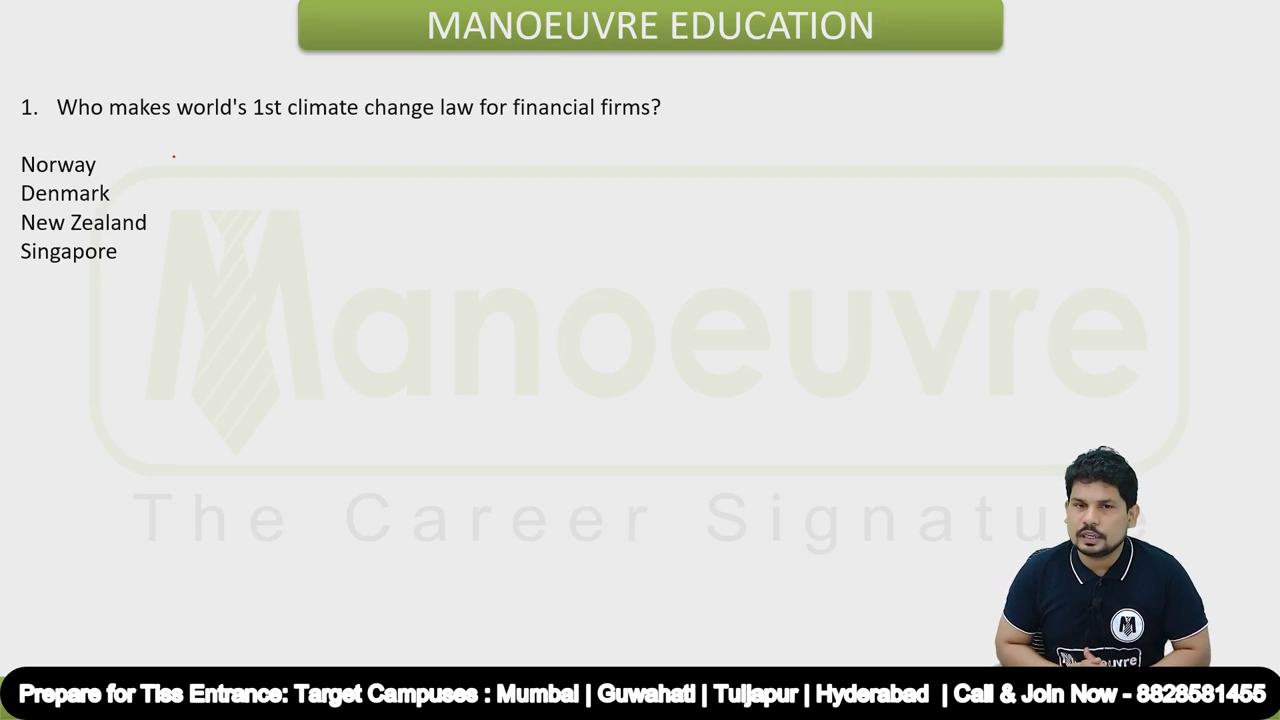 MANOEUVRE EDUCATION
1. Who makes world's 1st climate change law for financial firms?
Norway
Denmark
New Zealand
Singapore
Manoeuvre
The Career Signature
Manoeuvre
Prepare for Tiss Entrance: Target Campuses : Mumbai | Guwahati | Tuljapur | Hyderabad | Call & Join Now - 8828581455